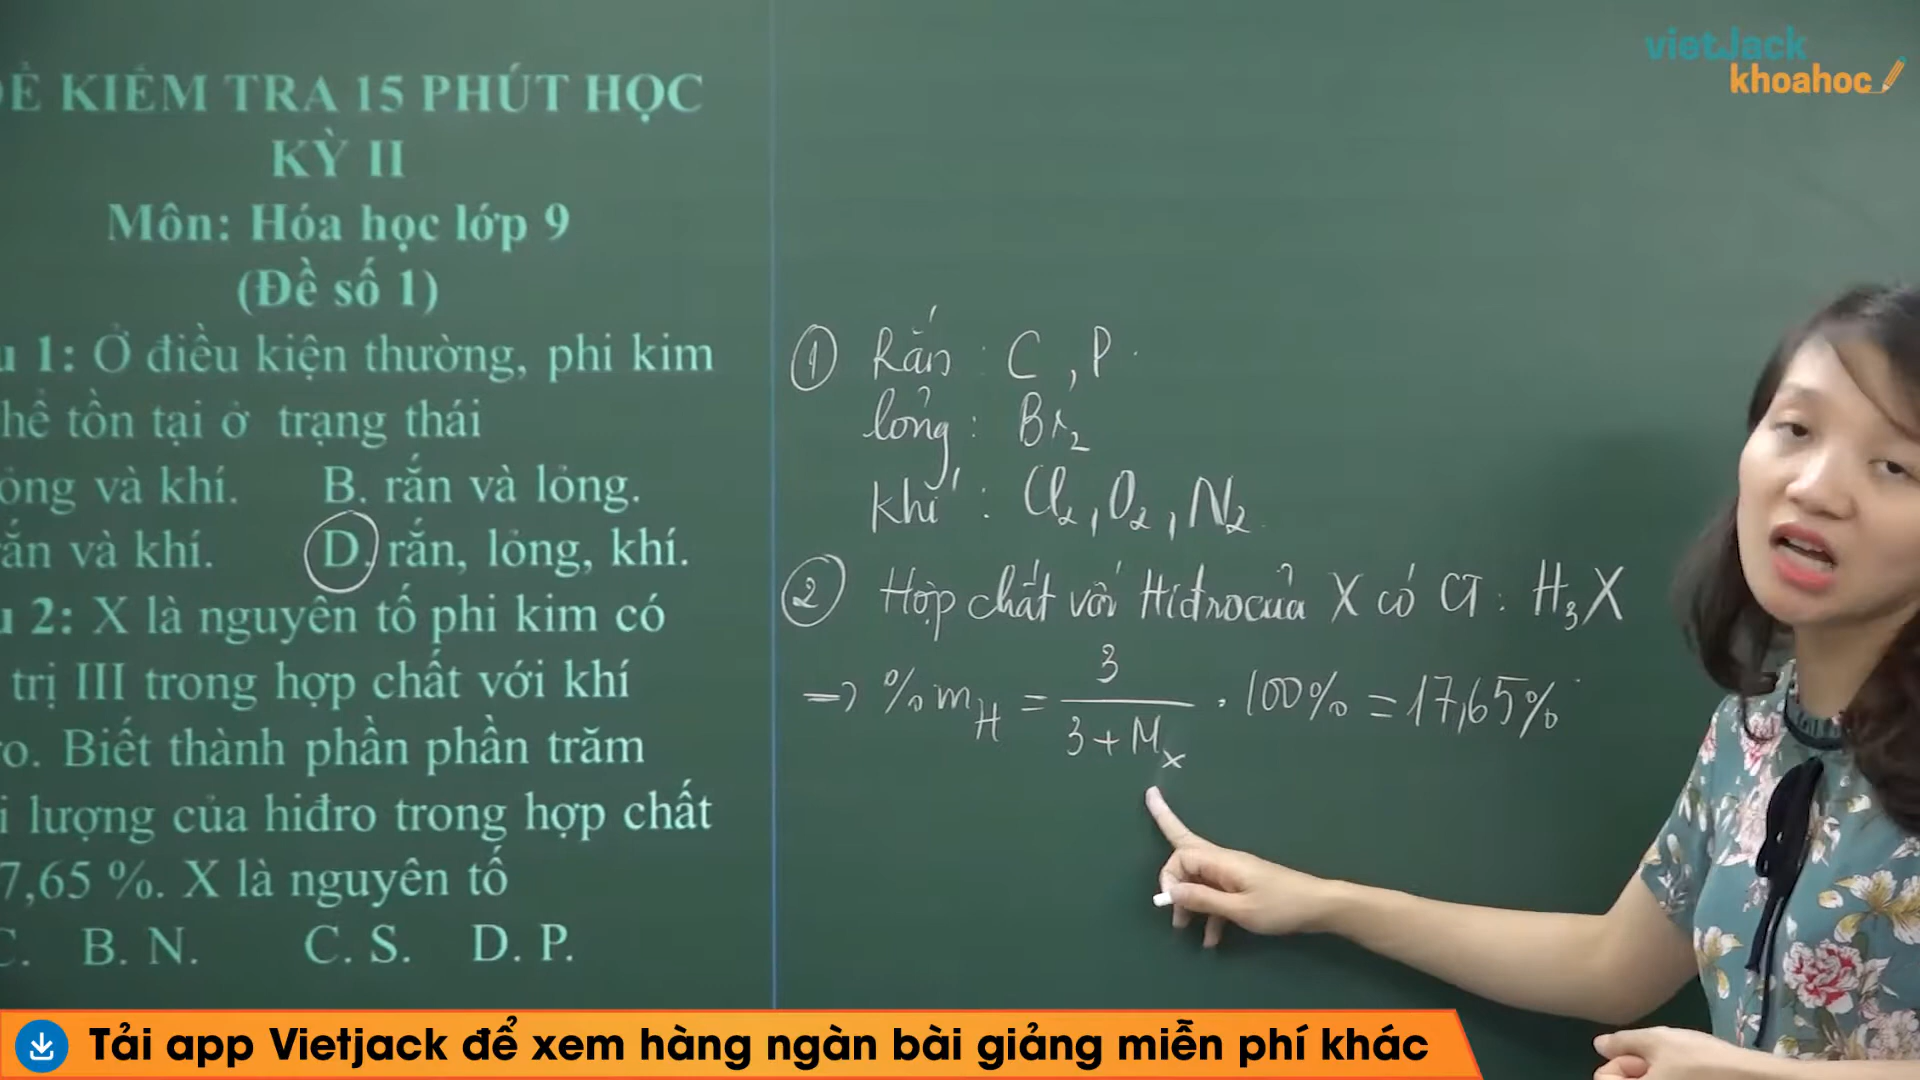 ĐỀ KIỂM TRA 15 PHÚT HỌC
KỲ II
Môn: Hóa học lớp 9
(Đề số 1)
1: Ở điều kiện thường, phi kim
tồn tại ở trạng thái
và khí. B. rắn và lỏng.
và khí. D. rắn, lỏng, khí.
2: X là nguyên tố phi kim có
trị III trong hợp chất với khí
Biết thành phần phần trăm
lượng của hiđro trong hợp chất
7,65 %. X là nguyên tố
C. B. N. C. S. D. P.
① Rắn : C , P .
lỏng : Br₂
khí : Cl₂, O₂, N₂
② Hợp chất với Hiđro của X có CT : H₃X
=> %m_H = 3 / (3 + M_X) . 100% = 17,65%
vietJack
khoahoc
Tải app Vietjack để xem hàng ngàn bài giảng miễn phí khác